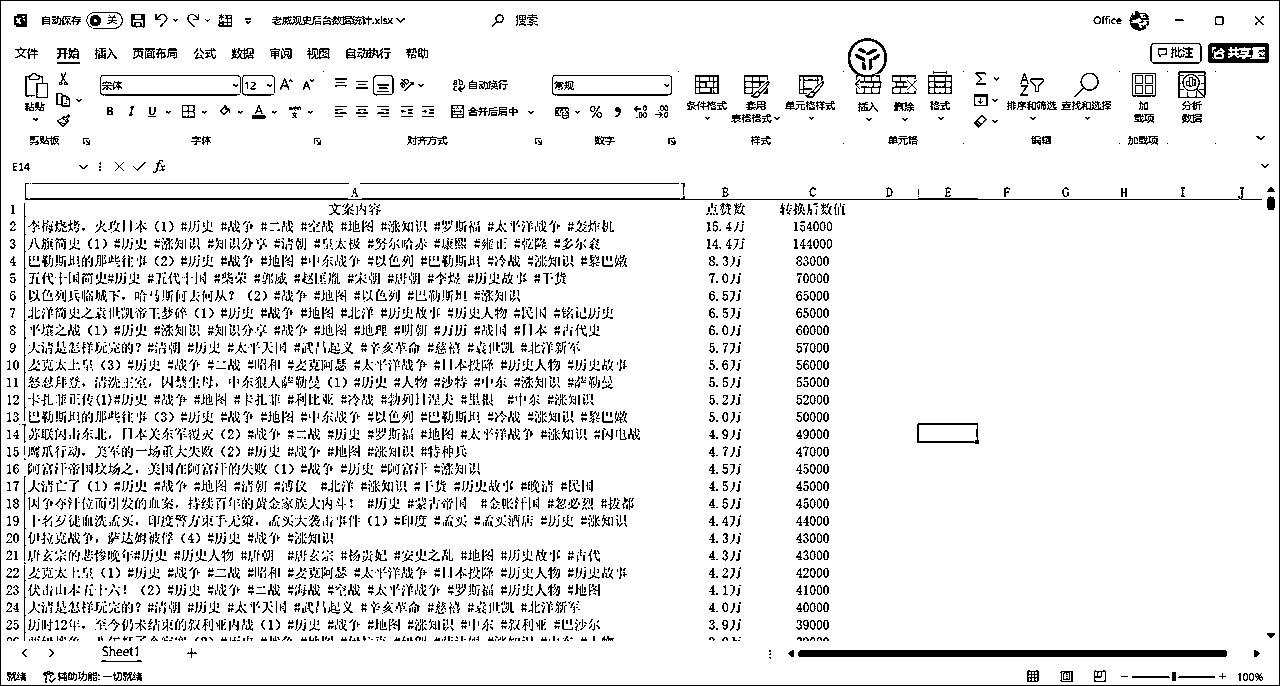 自动保存 关 老威观史后台数据统计.xlsx 搜索 Office
文件 开始 插入 页面布局 公式 数据 审阅 视图 自动执行 帮助 批注 共享
粘贴 宋体 12 自动换行 常规 条件格式 套用表格格式 单元格样式 插入 删除 格式 排序和筛选 查找和选择 加载项 分析数据
B I U 合并后居中
剪贴板 字体 对齐方式 数字 样式 单元格 编辑 加载项
E14 fx
A B C D E F G H I J
1 文案内容 点赞数 转换后数值
2 李梅烧烤,火攻日本(1)#历史 #战争 #二战 #空战 #地图 #涨知识 #罗斯福 #太平洋战争 #轰炸机 15.4万 154000
3 八旗简史(1)#历史 #涨知识 #知识分享 #清朝 #皇太极 #努尔哈赤 #康熙 #雍正 #乾隆 #多尔衮 14.4万 144000
4 巴勒斯坦的那些往事(2)#历史 #战争 #地图 #中东战争 #以色列 #巴勒斯坦 #冷战 #涨知识 #黎巴嫩 8.3万 83000
5 五代十国简史#历史 #五代十国 #柴荣 #郭威 #赵匡胤 #宋朝 #唐朝 #李煜 #历史故事 #干货 7.0万 70000
6 以色列兵临城下,哈马斯何去何从?(2)#战争 #地图 #以色列 #巴勒斯坦 #涨知识 6.5万 65000
7 北洋简史之袁世凯帝王梦碎(1)#历史 #战争 #地图 #北洋 #历史故事 #历史人物 #民国 #铭记历史 6.5万 65000
8 平壤之战(1)#历史 #涨知识 #知识分享 #战争 #地图 #地理 #明朝 #万历 #战国 #日本 #古代史 6.0万 60000
9 大清是怎样玩完的?#清朝 #历史 #太平天国 #武昌起义 #辛亥革命 #慈禧 #袁世凯 #北洋新军 5.7万 57000
10 麦克太上皇(3)#历史 #战争 #二战 #昭和 #麦克阿瑟 #太平洋战争 #日本投降 #历史人物 #历史故事 5.6万 56000
11 怒怼拜登,清洗王室,囚禁生母,中东狠人萨勒曼(1)#历史 #人物 #沙特 #中东 #涨知识 #萨勒曼 5.5万 55000
12 卡扎菲正传(1)#历史 #战争 #地图 #卡扎菲 #利比亚 #冷战 #勃列日涅夫 #里根 #中东 #涨知识 5.2万 52000
13 巴勒斯坦的那些往事(3)#历史 #战争 #地图 #中东战争 #以色列 #巴勒斯坦 #冷战 #涨知识 #黎巴嫩 5.0万 50000
14 苏联闪击东北,日本关东军覆灭(2)#战争 #二战 #历史 #罗斯福 #地图 #太平洋战争 #涨知识 #闪电战 4.9万 49000
15 鹰爪行动,美军的一场重大失败(2)#历史 #战争 #地图 #涨知识 #特种兵 4.7万 47000
16 阿富汗帝国坟场之,美国在阿富汗的失败(1)#战争 #历史 #阿富汗 #涨知识 4.5万 45000
17 大清亡了(1)#历史 #战争 #地图 #清朝 #溥仪 #北洋 #涨知识 #干货 #历史故事 #晚清 #民国 4.5万 45000
18 因争夺汗位而引发的血案,持续百年的黄金家族大内斗! #历史 #蒙古帝国 #金帐汗国 #忽必烈 #拔都 4.5万 45000
19 十名歹徒血洗孟买,印度警方束手无策,孟买大袭击事件(1)#印度 #孟买 #孟买酒店 #历史 #涨知识 4.4万 44000
20 伊拉克战争,萨达姆被俘(4)#历史 #战争 #涨知识 4.3万 43000
21 唐玄宗的悲惨晚年#历史 #历史人物 #唐朝 #唐玄宗 #杨贵妃 #安史之乱 #地图 #历史故事 #古代 4.3万 43000
22 麦克太上皇(1)#历史 #战争 #二战 #昭和 #麦克阿瑟 #太平洋战争 #日本投降 #历史人物 #历史故事 4.2万 42000
23 伏击山本五十六!(2)#历史 #战争 #二战 #海战 #空战 #太平洋战争 #罗斯福 #历史人物 #地图 4.1万 41000
24 大清是怎样玩完的?#清朝 #历史 #太平天国 #武昌起义 #辛亥革命 #慈禧 #袁世凯 #北洋新军 4.0万 40000
25 历时12年,至今仍未结束的叙利亚内战(1)#历史 #战争 #地图 #涨知识 #中东 #叙利亚 #巴沙尔 3.9万 39000
Sheet1
就绪 辅助功能: 一切就绪 100%